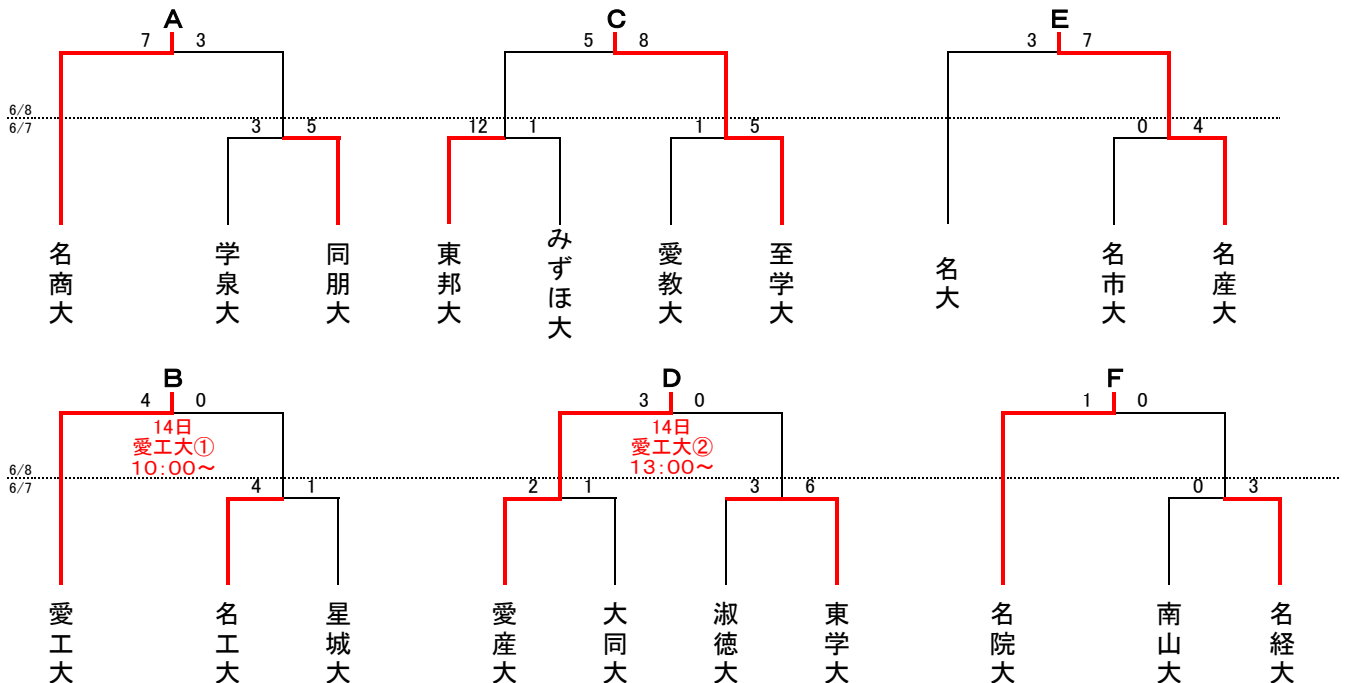 A
C
E
7 3
5 8
3 7
6/8
6/7
3 5
12 1
1 5
0 4
名商大
学泉大
同朋大
東邦大
みずほ大
愛教大
至学大
名大
名市大
名産大
B
D
F
4 0
3 0
1 0
14日
愛工大①
10:00～
14日
愛工大②
13:00～
6/8
6/7
4 1
2 1
3 6
0 3
愛工大
名工大
星城大
愛産大
大同大
淑徳大
東学大
名院大
南山大
名経大